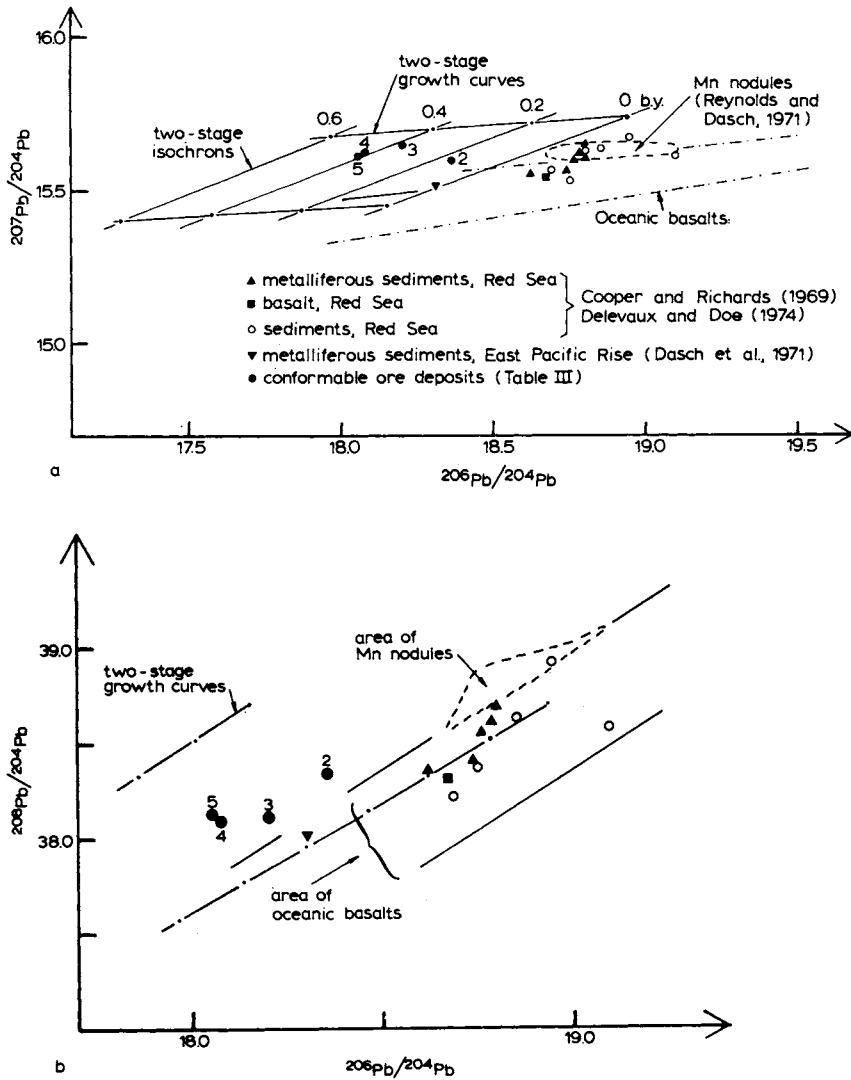 16.0
two-stage
growth curves
Mn nodules
(Reynolds and
Dasch, 1971)
0.6
0.4
0.2
0 b.y.
two-stage
isochrons
4
3
5
2
15.5
207Pb/204Pb
Oceanic basalts
▲ metalliferous sediments, Red Sea
■ basalt, Red Sea
○ sediments, Red Sea
Cooper and Richards (1969)
Delevaux and Doe (1974)
▼ metalliferous sediments, East Pacific Rise (Dasch et al., 1971)
● conformable ore deposits (Table III)
15.0
17.5
18.0
18.5
19.0
19.5
a
206Pb/204Pb
39.0
area of
Mn nodules
two-stage
growth curves
208Pb/204Pb
2
5
3
4
38.0
area of
oceanic basalts
18.0
19.0
b
206Pb/204Pb